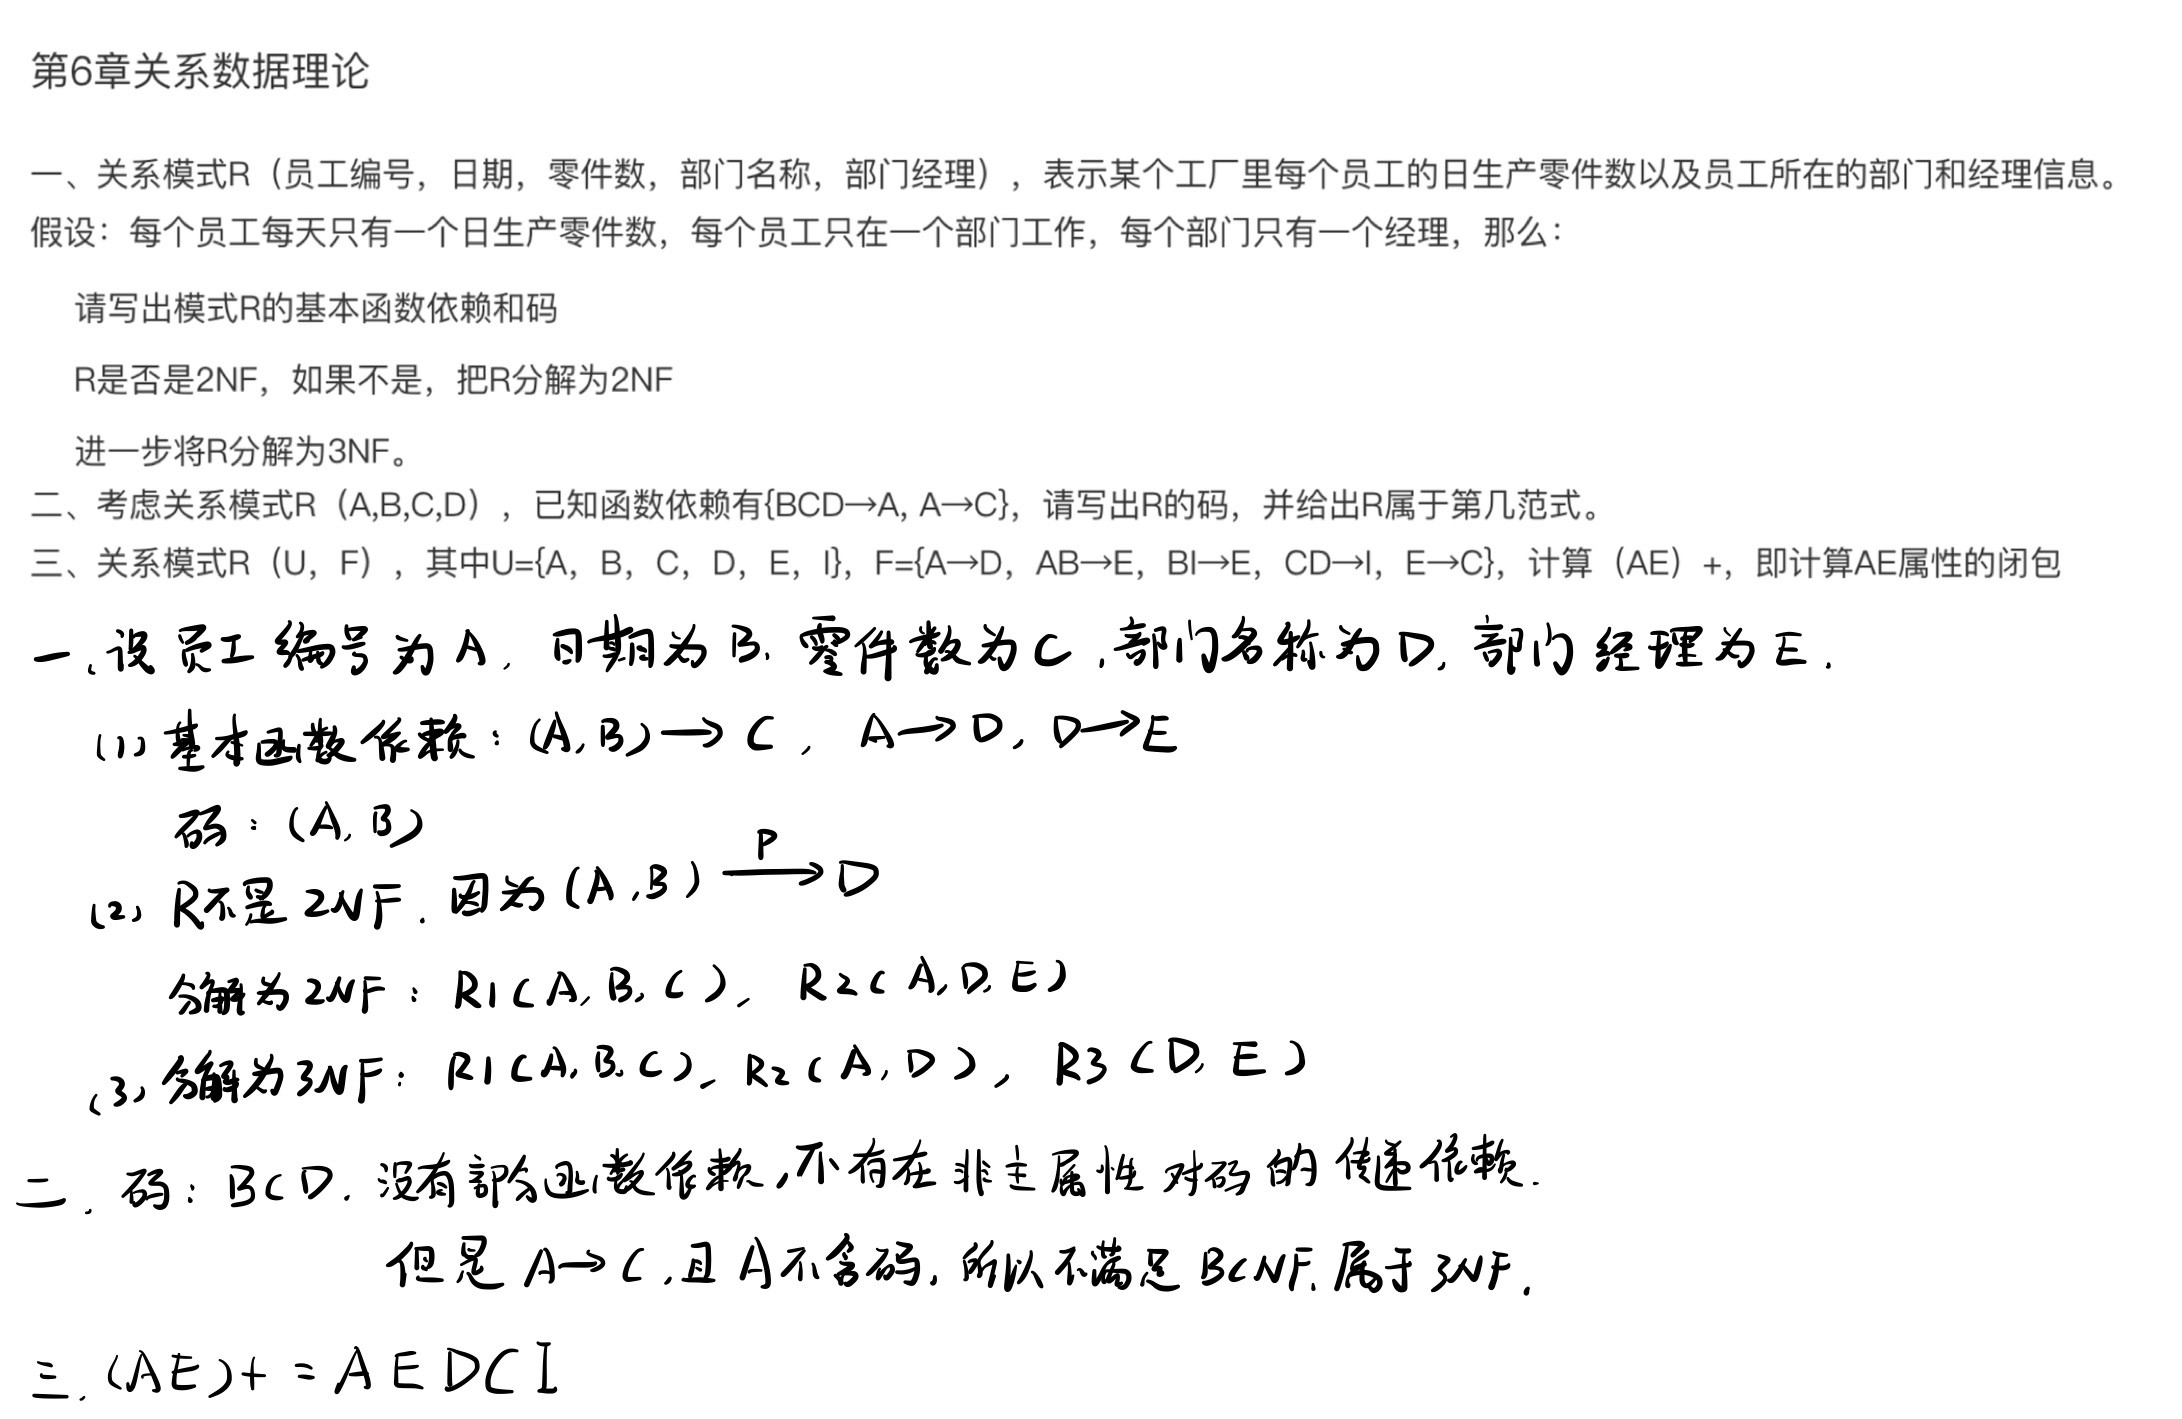 第6章关系数据理论
一、关系模式R（员工编号，日期，零件数，部门名称，部门经理），表示某个工厂里每个员工的日生产零件数以及员工所在的部门和经理信息。
假设：每个员工每天只有一个日生产零件数，每个员工只在一个部门工作，每个部门只有一个经理，那么：
请写出模式R的基本函数依赖和码
R是否是2NF，如果不是，把R分解为2NF
进一步将R分解为3NF。
二、考虑关系模式R（A,B,C,D），已知函数依赖有{BCD→A, A→C}，请写出R的码，并给出R属于第几范式。
三、关系模式R（U，F），其中U={A，B，C，D，E，I}，F={A→D，AB→E，BI→E，CD→I，E→C}，计算（AE）+，即计算AE属性的闭包
一、设员工编号为A，日期为B，零件数为C，部门名称为D，部门经理为E.
(1) 基本函数依赖：(A,B)→C，A→D，D→E
码：(A,B)
P
(2) R不是2NF，因为(A,B)→D
分解为2NF：R1(A,B,C)、R2(A,D,E)
(3) 分解为3NF：R1(A,B,C)、R2(A,D)，R3(D,E)
二、码：BCD. 没有部分函数依赖，不存在非主属性对码的传递依赖.
但是A→C，且A不含码，所以不满足BCNF，属于3NF.
三、(AE)+ = AEDCI